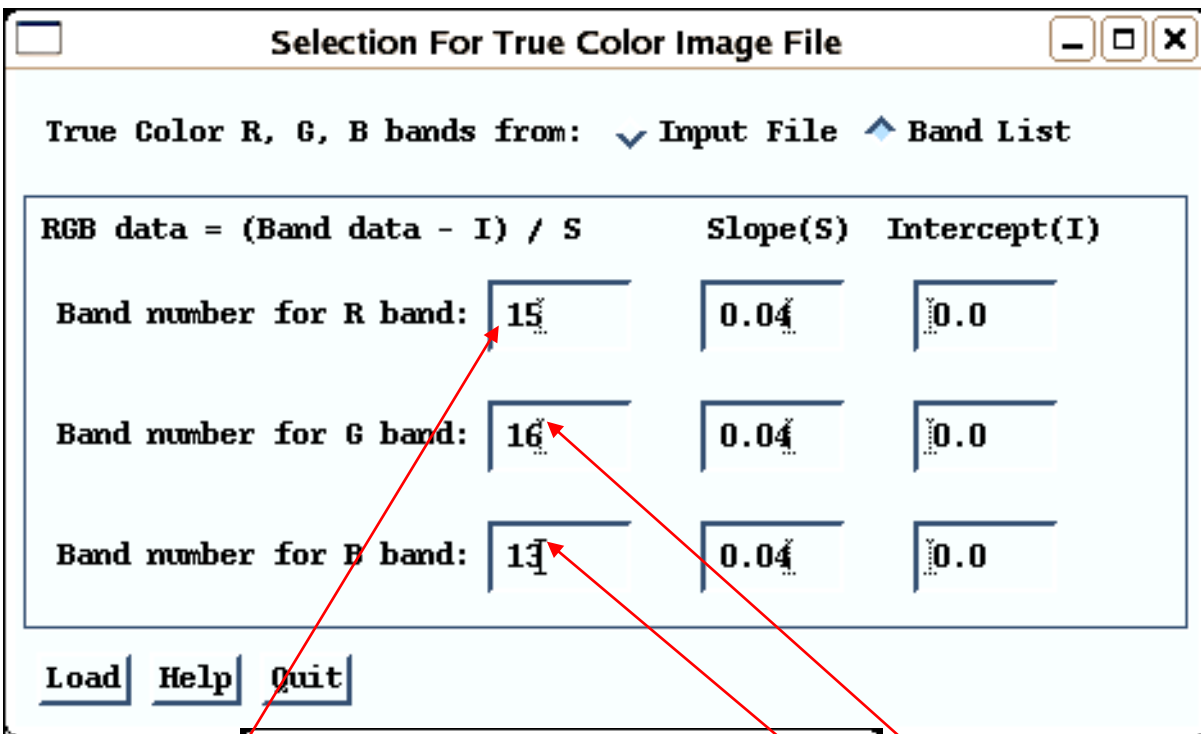 Selection For True Color Image File
True Color R, G, B bands from: Input File Band List
RGB data = (Band data - I) / S Slope(S) Intercept(I)
Band number for R band: 15 0.04 0.0
Band number for G band: 16 0.04 0.0
Band number for B band: 13 0.04 0.0
Load Help Quit